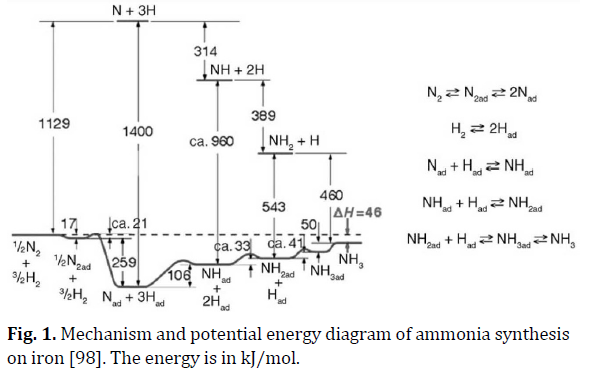 N + 3H
314
NH + 2H
1129
1400
ca. 960
389
NH₂ + H
543
460
ΔH=46
17
ca. 21
259
106
ca. 33
ca. 41
50
½N₂
+
³⁄₂H₂
½N₂ad
+
³⁄₂H₂
Nad + 3Had
NHad
+
2Had
NH₂ad
+
Had
NH₃ad
NH₃
N₂ ⇄ N₂ad ⇄ 2Nad
H₂ ⇄ 2Had
Nad + Had ⇄ NHad
NHad + Had ⇄ NH₂ad
NH₂ad + Had ⇄ NH₃ad ⇄ NH₃
Fig. 1. Mechanism and potential energy diagram of ammonia synthesis
on iron [98]. The energy is in kJ/mol.